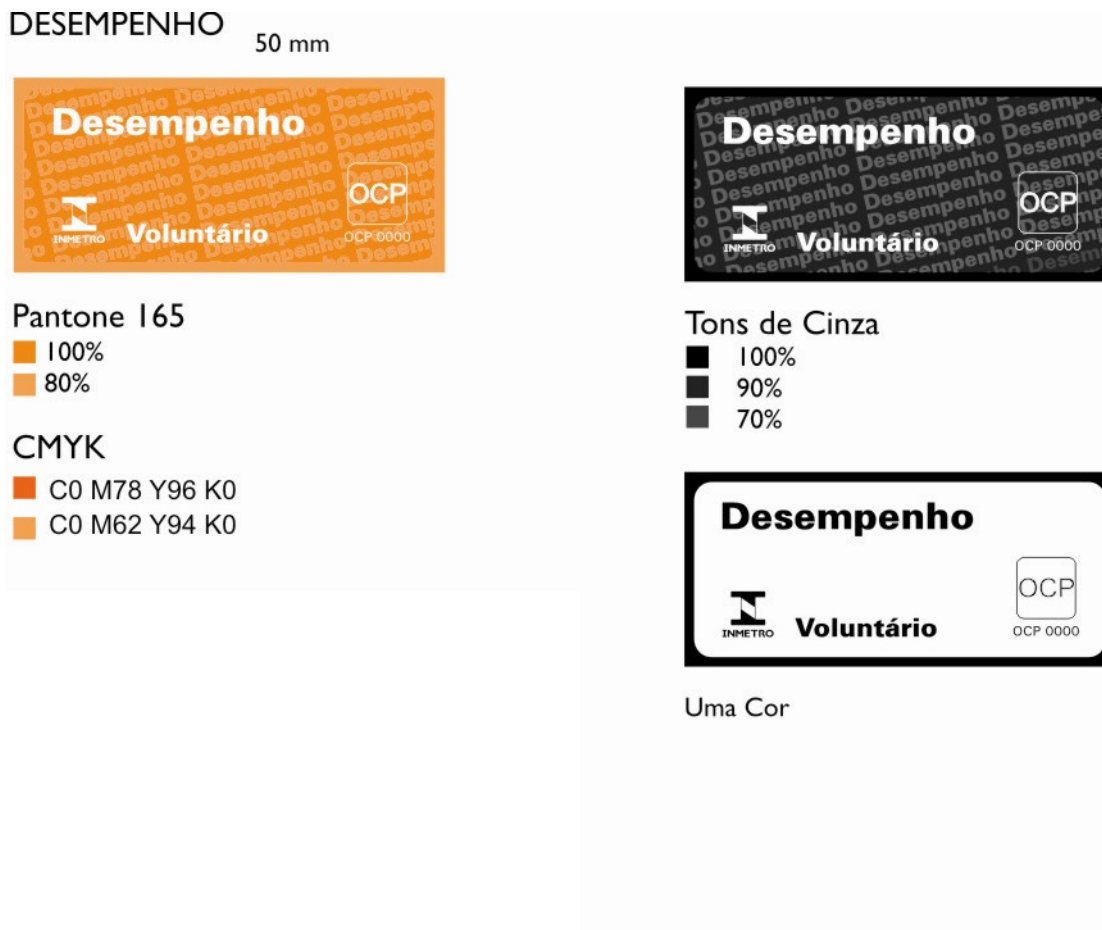 DESEMPENHO
50 mm
Desempenho
OCP
INMETRO
Voluntário
OCP 0000
Pantone 165
100%
80%
CMYK
C0 M78 Y96 K0
C0 M62 Y94 K0
Desempenho
OCP
INMETRO
Voluntário
OCP 0000
Tons de Cinza
100%
90%
70%
Desempenho
OCP
INMETRO
Voluntário
OCP 0000
Uma Cor